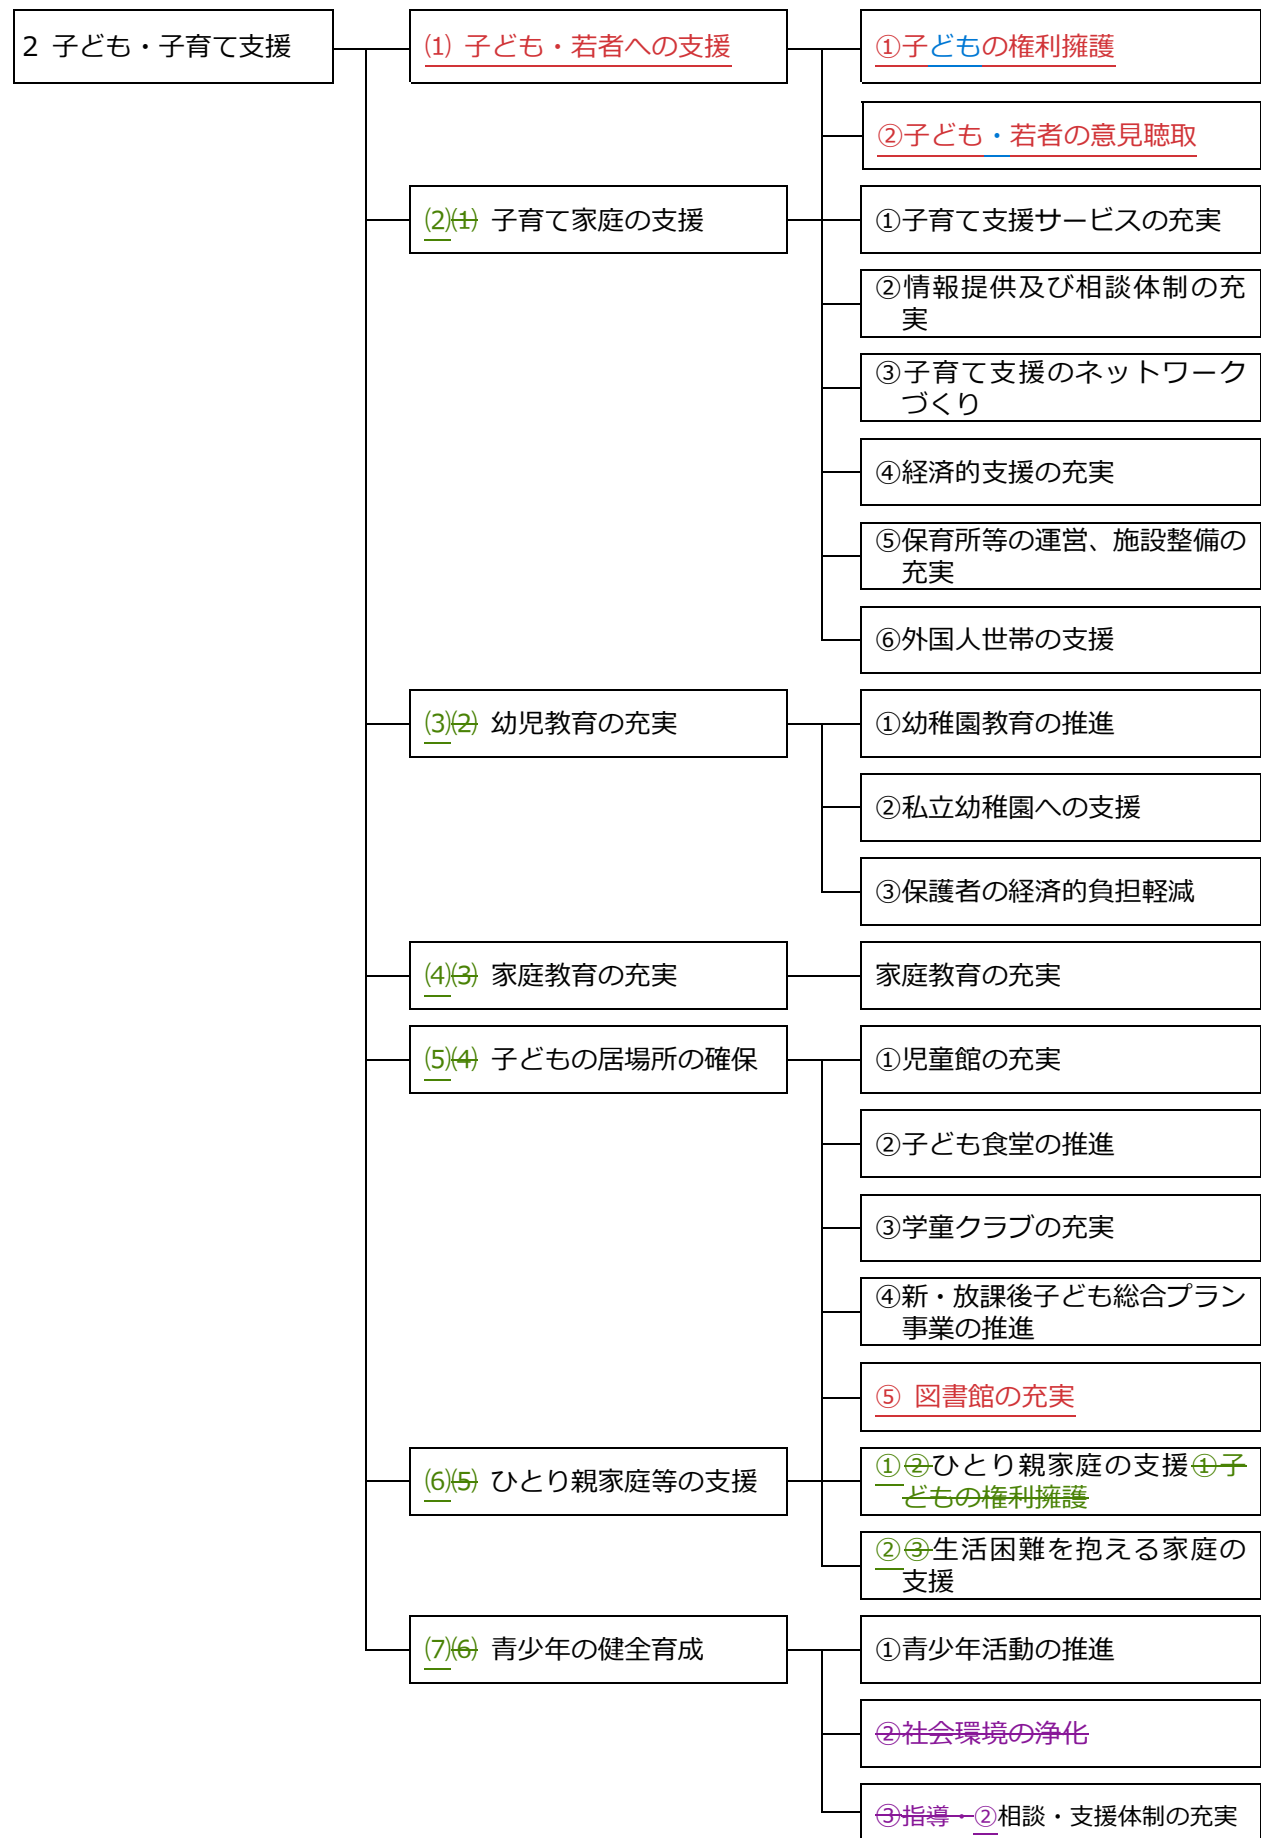 2 子ども・子育て支援
⑴ 子ども・若者への支援
①子どもの権利擁護
②子ども・若者の意見聴取
⑵⑴ 子育て家庭の支援
①子育て支援サービスの充実
②情報提供及び相談体制の充
実
③子育て支援のネットワーク
づくり
④経済的支援の充実
⑤保育所等の運営、施設整備の
充実
⑥外国人世帯の支援
⑶⑵ 幼児教育の充実
①幼稚園教育の推進
②私立幼稚園への支援
③保護者の経済的負担軽減
⑷⑶ 家庭教育の充実
家庭教育の充実
⑸⑷ 子どもの居場所の確保
①児童館の充実
②子ども食堂の推進
③学童クラブの充実
④新・放課後子ども総合プラン
事業の推進
⑤ 図書館の充実
⑹⑸ ひとり親家庭等の支援
①②ひとり親家庭の支援①子
どもの権利擁護
②③生活困難を抱える家庭の
支援
⑺⑹ 青少年の健全育成
①青少年活動の推進
②社会環境の浄化
③指導・②相談・支援体制の充実